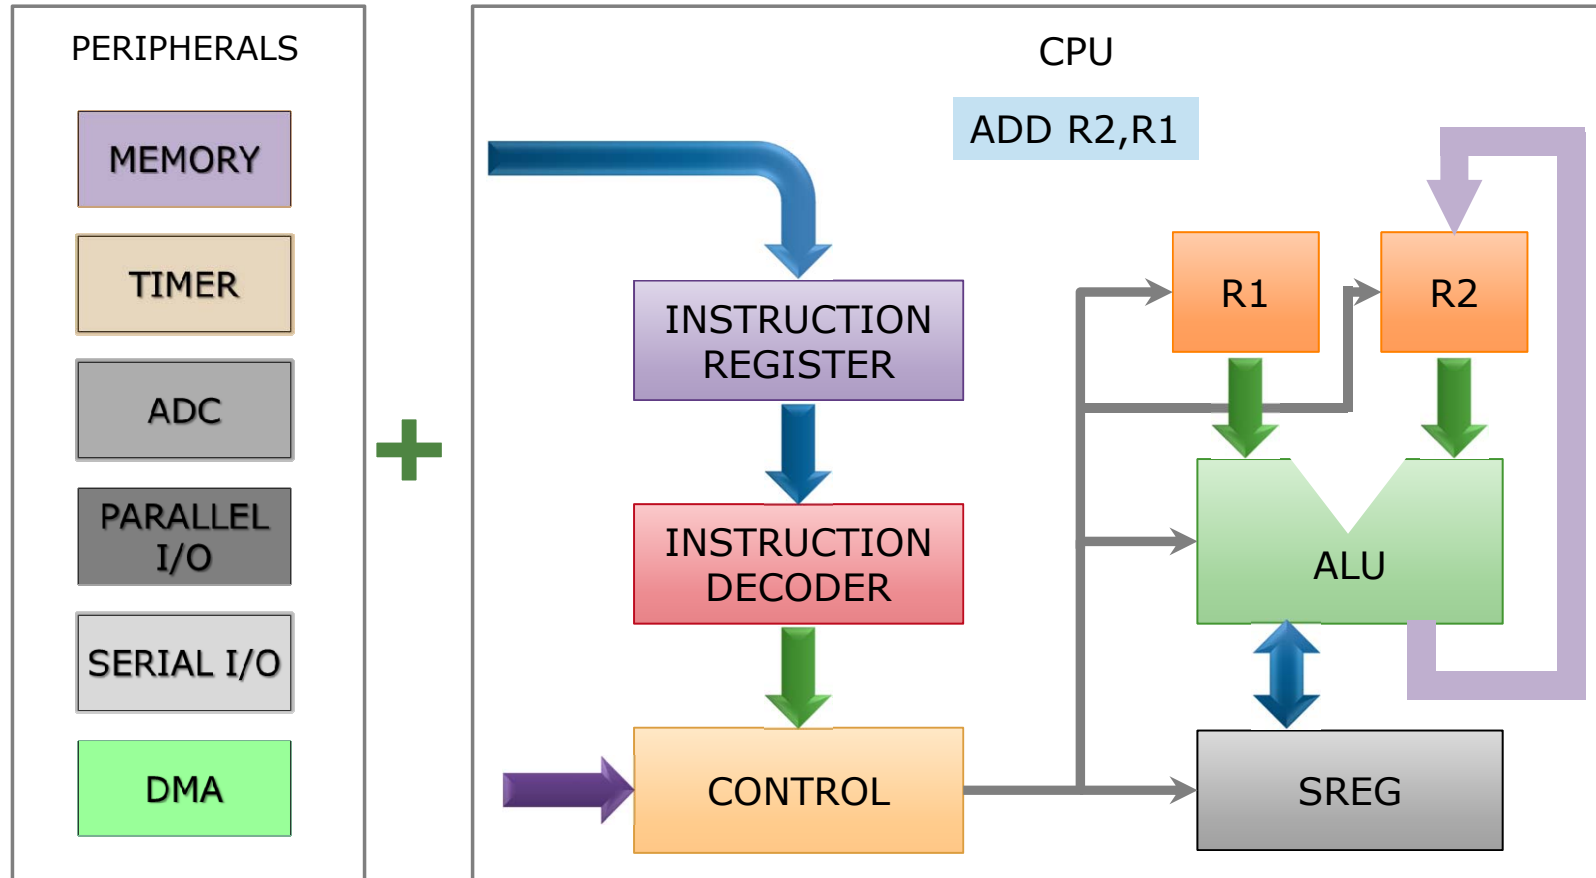 PERIPHERALS
MEMORY
TIMER
ADC
PARALLEL
I/O
SERIAL I/O
DMA
CPU
ADD R2,R1
INSTRUCTION
REGISTER
INSTRUCTION
DECODER
CONTROL
R1
R2
ALU
SREG